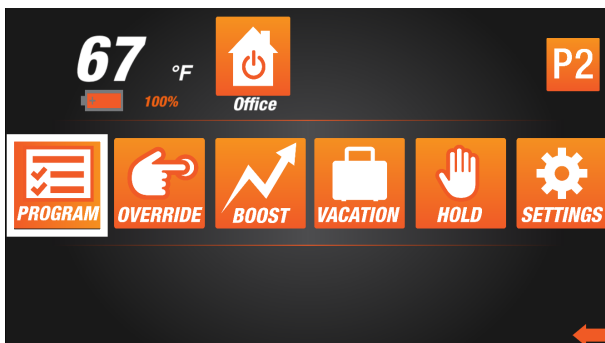 67 °F
P2
100%
Office
PROGRAM
OVERRIDE
BOOST
VACATION
HOLD
SETTINGS